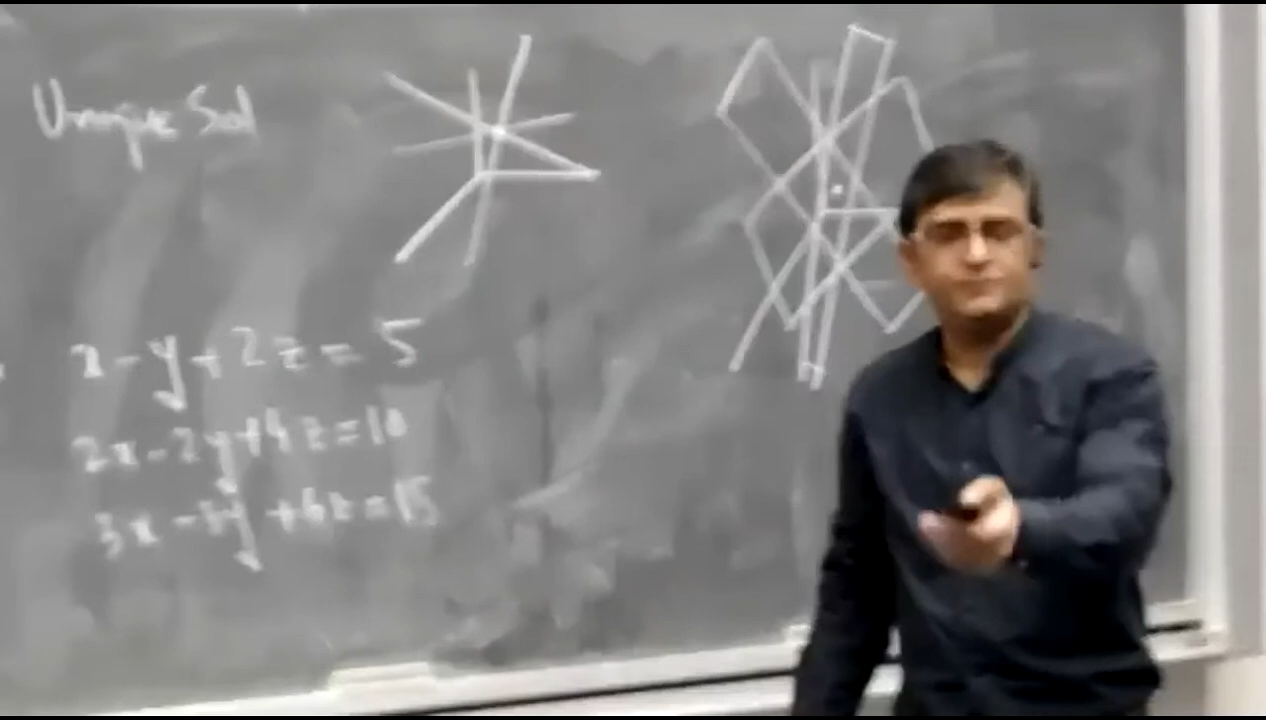 Unique Sol
x - y + 2z = 5
2x - 2y + 4z = 10
3x - 3y + 6z = 15